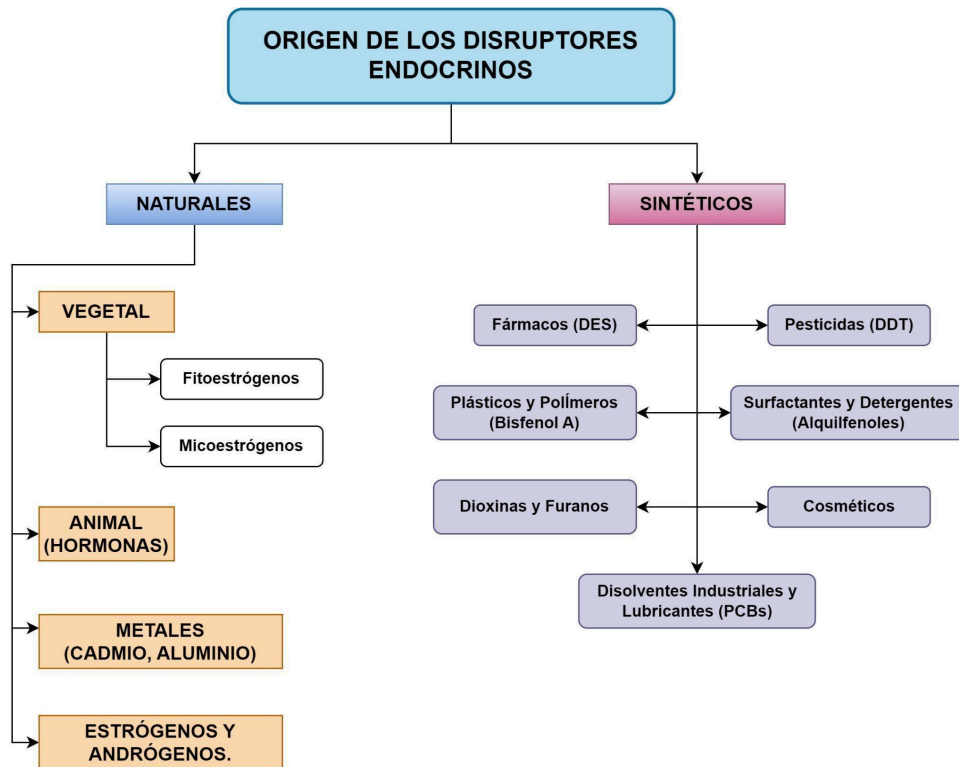 ORIGEN DE LOS DISRUPTORES
ENDOCRINOS
NATURALES
SINTÉTICOS
VEGETAL
Fitoestrógenos
Micoestrógenos
ANIMAL
(HORMONAS)
METALES
(CADMIO, ALUMINIO)
ESTRÓGENOS Y
ANDRÓGENOS.
Fármacos (DES)
Pesticidas (DDT)
Plásticos y PolÍmeros
(Bisfenol A)
Surfactantes y Detergentes
(Alquilfenoles)
Dioxinas y Furanos
Cosméticos
Disolventes Industriales y
Lubricantes (PCBs)